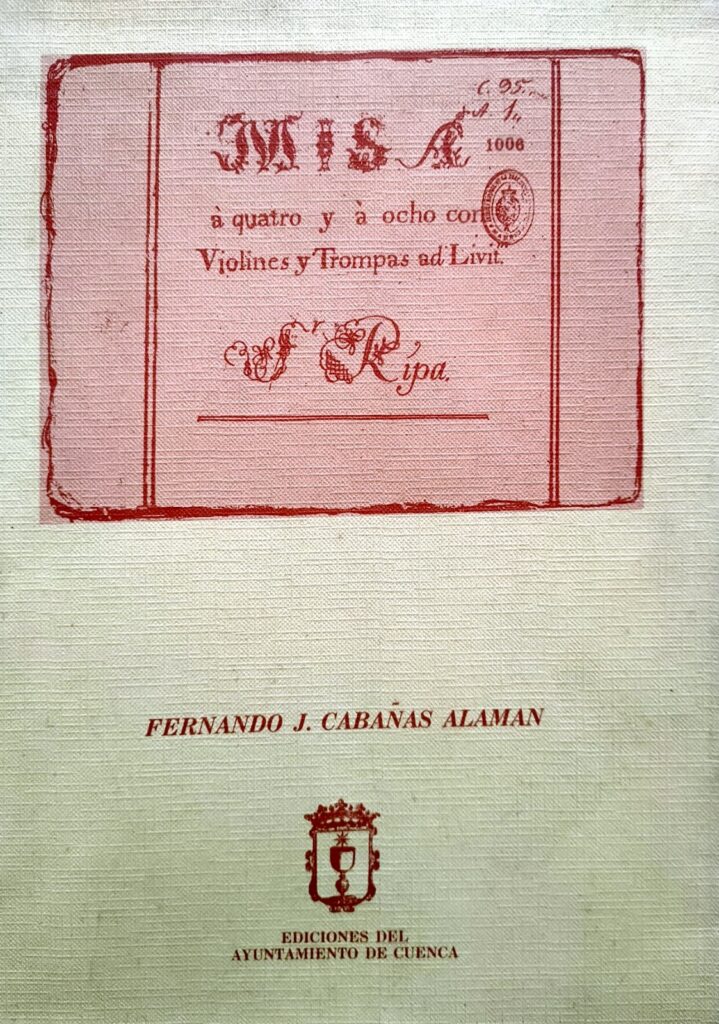 C. 95.
A. 1,,
MISA
1006
à quatro y à ocho con
Violines y Trompas ad Livit.
Ripa.
FERNANDO J. CABAÑAS ALAMAN
EDICIONES DEL
AYUNTAMIENTO DE CUENCA